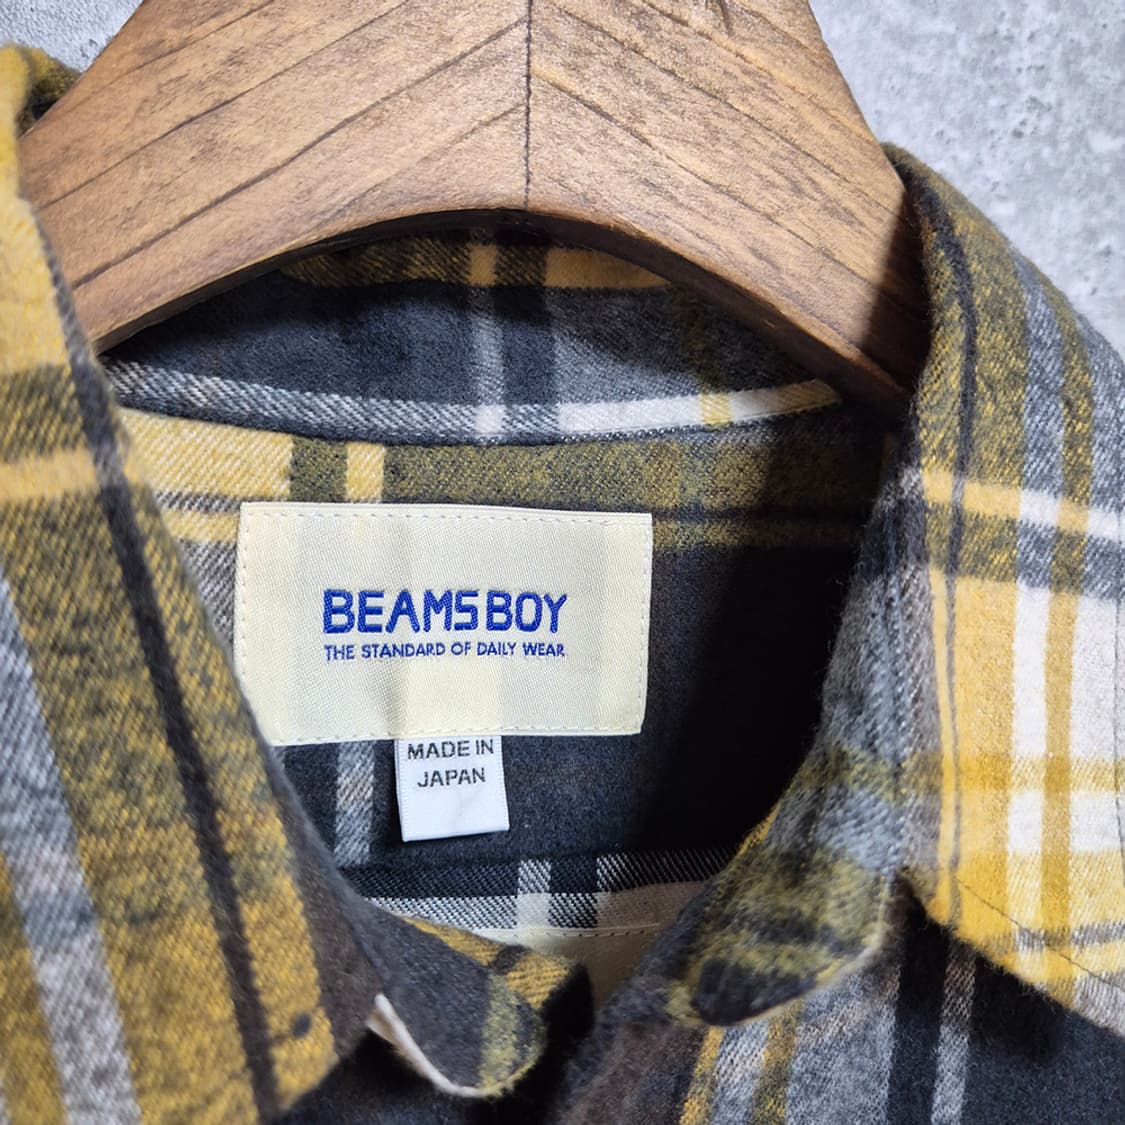 BEAMS BOY
THE STANDARD OF DAILY WEAR
MADE IN
JAPAN